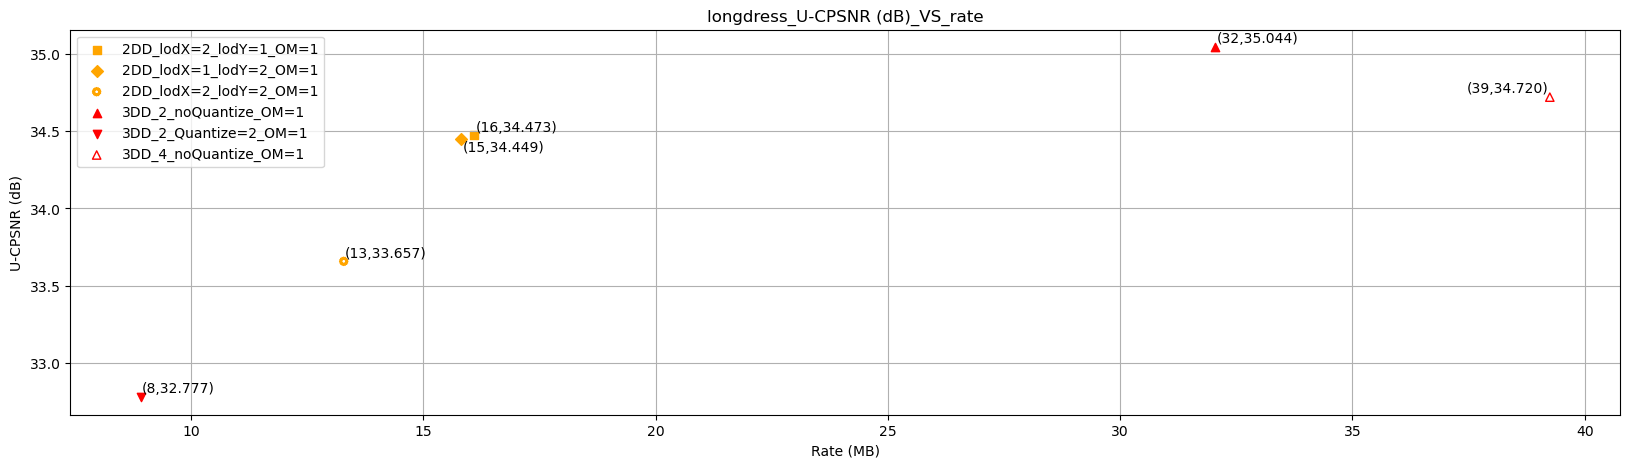 longdress_U-CPSNR (dB)_VS_rate
2DD_lodX=2_lodY=1_OM=1
2DD_lodX=1_lodY=2_OM=1
2DD_lodX=2_lodY=2_OM=1
3DD_2_noQuantize_OM=1
3DD_2_Quantize=2_OM=1
3DD_4_noQuantize_OM=1
(32,35.044)
(39,34.720)
(16,34.473)
(15,34.449)
(13,33.657)
(8,32.777)
U-CPSNR (dB)
35.0
34.5
34.0
33.5
33.0
10 15 20 25 30 35 40
Rate (MB)